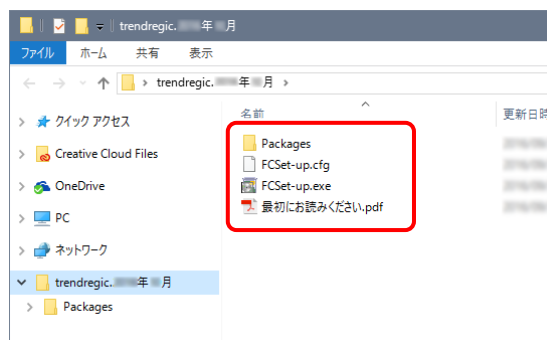 trendregic. 年 月
ファイル ホーム 共有 表示
trendregic. 年 月
名前 更新日時
クイック アクセス
Packages
Creative Cloud Files
FCSet-up.cfg
OneDrive
FCSet-up.exe
PC
最初にお読みください.pdf
ネットワーク
trendregic. 年 月
Packages